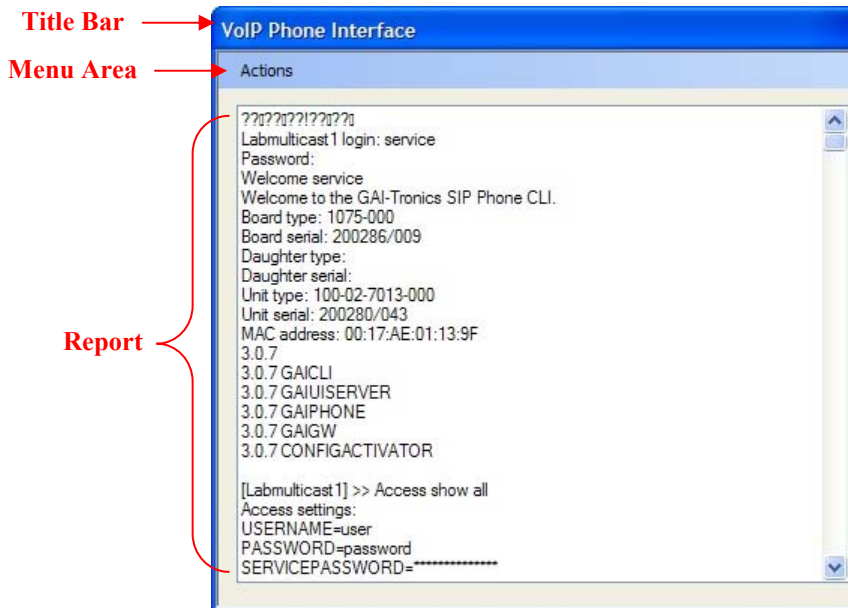 Title Bar
VoIP Phone Interface
Menu Area
Actions
Labmulticast1 login: service
Password:
Welcome service
Welcome to the GAI-Tronics SIP Phone CLI.
Board type: 1075-000
Board serial: 200286/009
Daughter type:
Daughter serial:
Unit type: 100-02-7013-000
Unit serial: 200280/043
Report
MAC address: 00:17:AE:01:13:9F
3.0.7
3.0.7 GAICLI
3.0.7 GAIUISERVER
3.0.7 GAIPHONE
3.0.7 GAIGW
3.0.7 CONFIGACTIVATOR
[Labmulticast1] >> Access show all
Access settings:
USERNAME=user
PASSWORD=password
SERVICEPASSWORD=**************